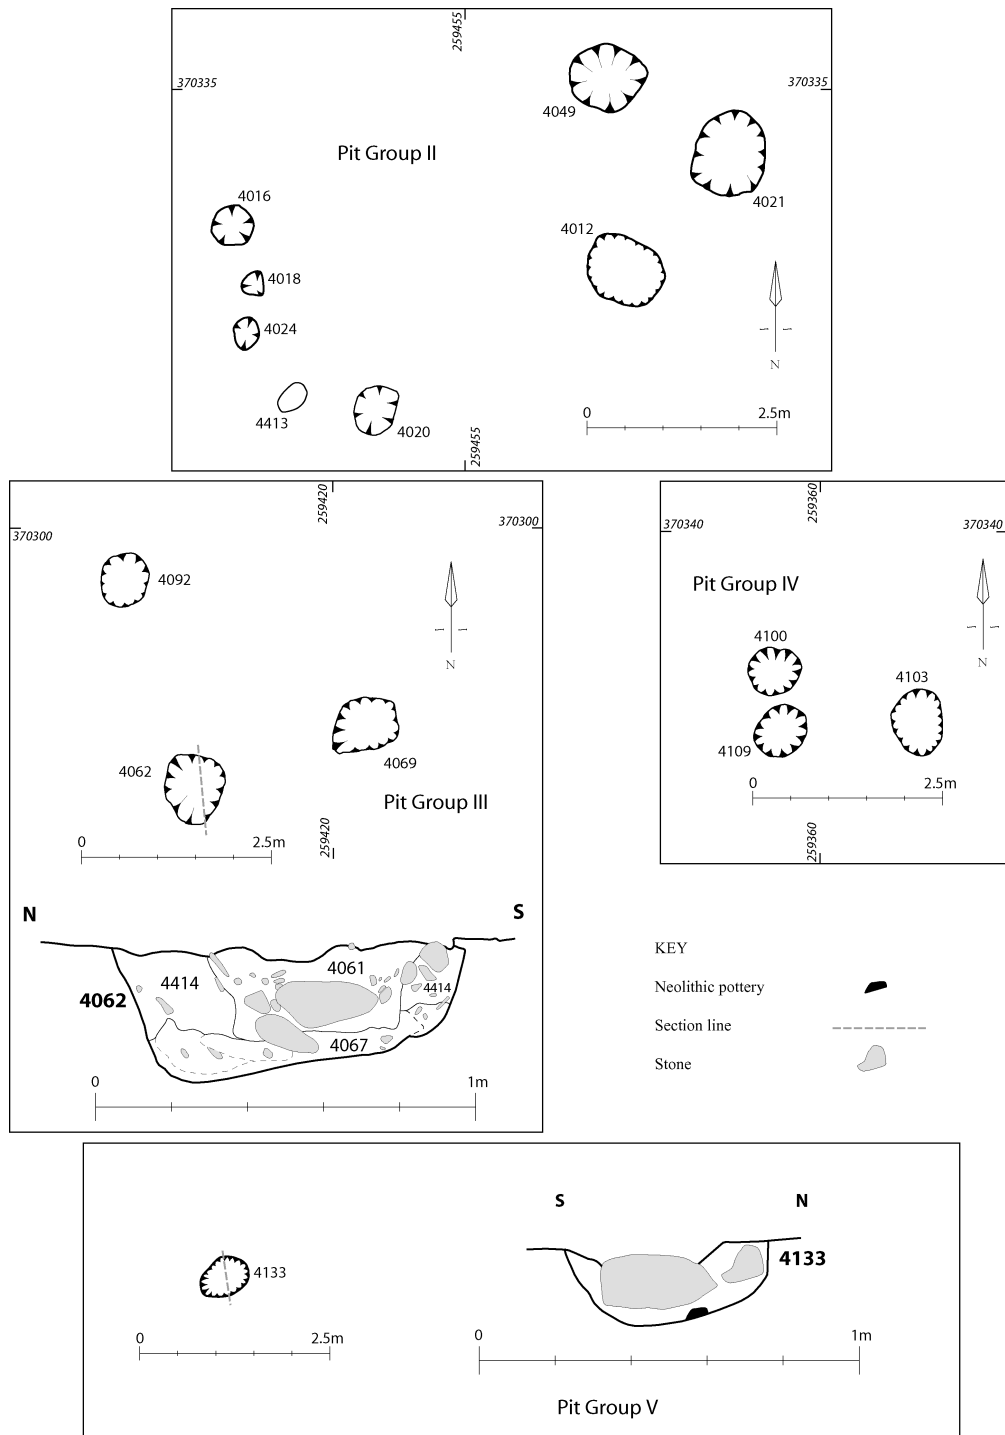 259455
370335
370335
4049
Pit Group II
4016
4021
4012
4018
4024
N
0 2.5m
4413
4020
259455
259420
370300
370300
4092
N
4062
4069
Pit Group III
0 2.5m
259420
N S
4061
4414
4414
4062
4067
0 1m
259360
370340
370340
Pit Group IV
4100
N
4103
4109
0 2.5m
259360
KEY
Neolithic pottery
Section line
Stone
S N
4133
4133
0 2.5m
0 1m
Pit Group V